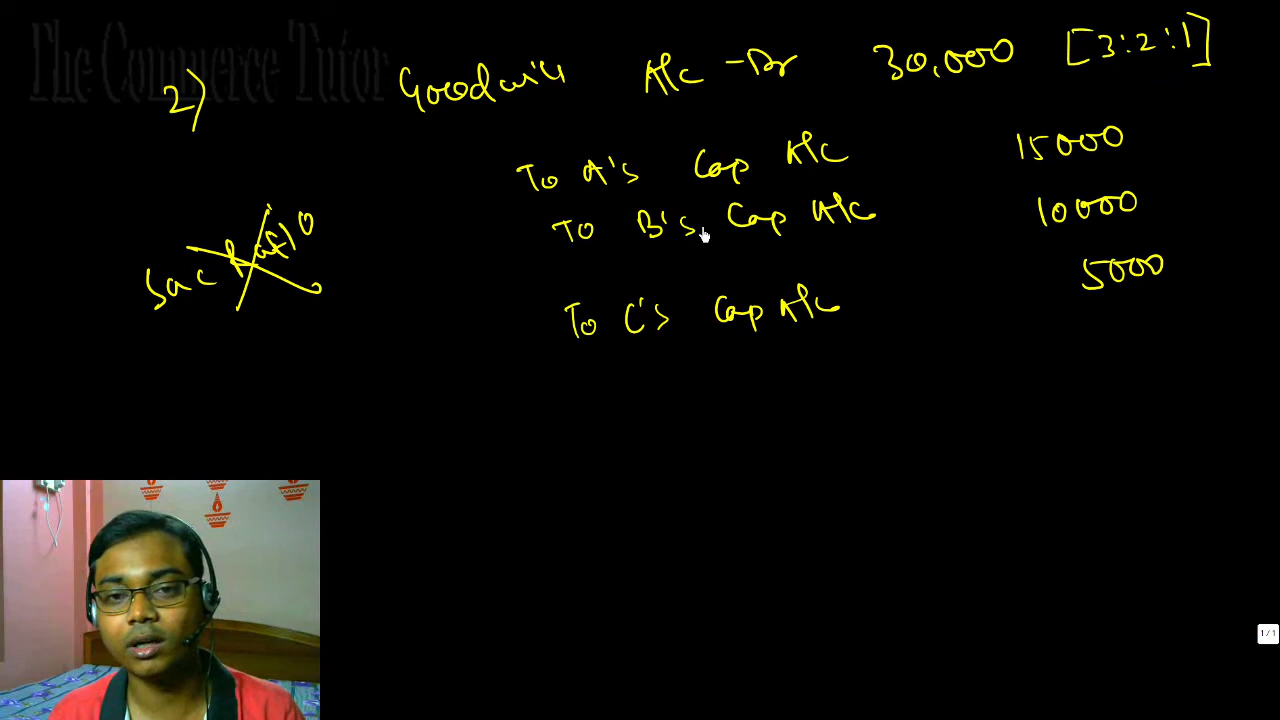 The Commerce Tutor
2) Goodwill A/c -Dr 30,000 [3:2:1]
To A's Cap A/c 15000
To B's Cap A/c 10000
Sac Ratio
To C's Cap A/c 5000
1/1